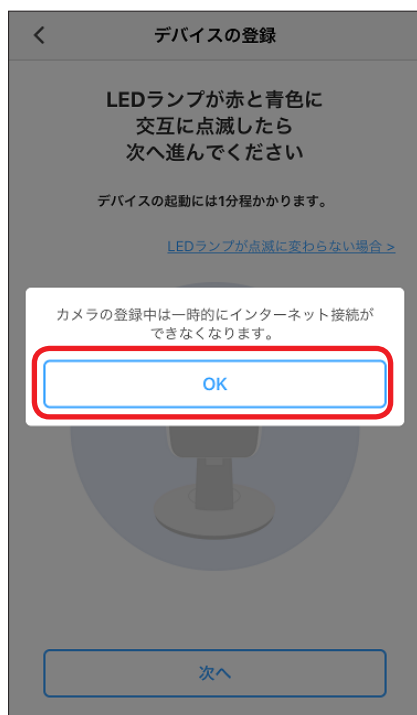 デバイスの登録
LEDランプが赤と青色に
交互に点滅したら
次へ進んでください
デバイスの起動には1分程かかります。
LEDランプが点滅に変わらない場合 >
カメラの登録中は一時的にインターネット接続が
できなくなります。
OK
次へ